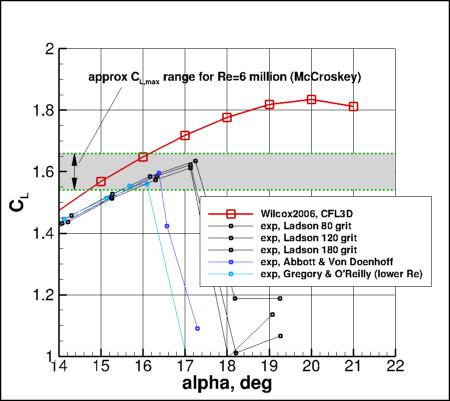 approx CL,max range for Re=6 million (McCroskey)
2
1.8
1.6
1.4
1.2
1
CL
Wilcox2006, CFL3D
exp, Ladson 80 grit
exp, Ladson 120 grit
exp, Ladson 180 grit
exp, Abbott & Von Doenhoff
exp, Gregory & O'Reilly (lower Re)
14 15 16 17 18 19 20 21 22
alpha, deg